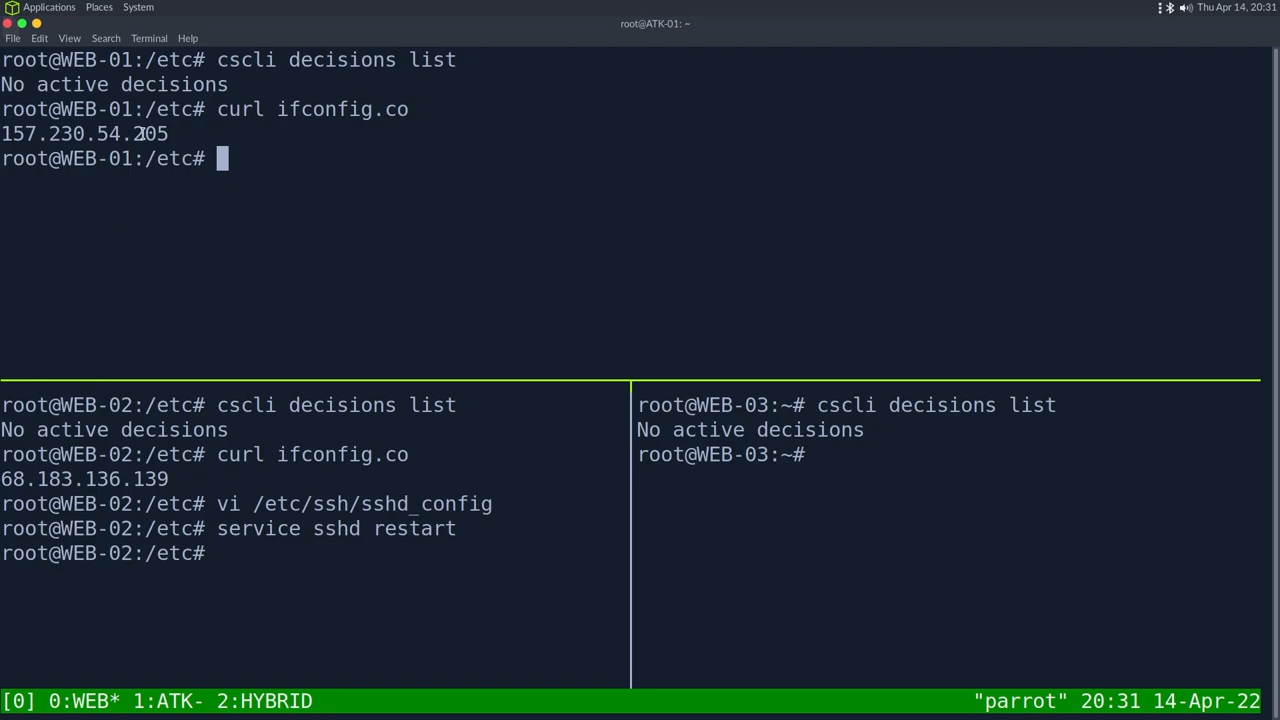 Applications Places System
Thu Apr 14, 20:31
root@ATK-01: ~
File Edit View Search Terminal Help
root@WEB-01:/etc# cscli decisions list
No active decisions
root@WEB-01:/etc# curl ifconfig.co
157.230.54.205
root@WEB-01:/etc#
root@WEB-02:/etc# cscli decisions list
No active decisions
root@WEB-02:/etc# curl ifconfig.co
68.183.136.139
root@WEB-02:/etc# vi /etc/ssh/sshd_config
root@WEB-02:/etc# service sshd restart
root@WEB-02:/etc#
root@WEB-03:~# cscli decisions list
No active decisions
root@WEB-03:~#
[0] 0:WEB* 1:ATK- 2:HYBRID
"parrot" 20:31 14-Apr-22